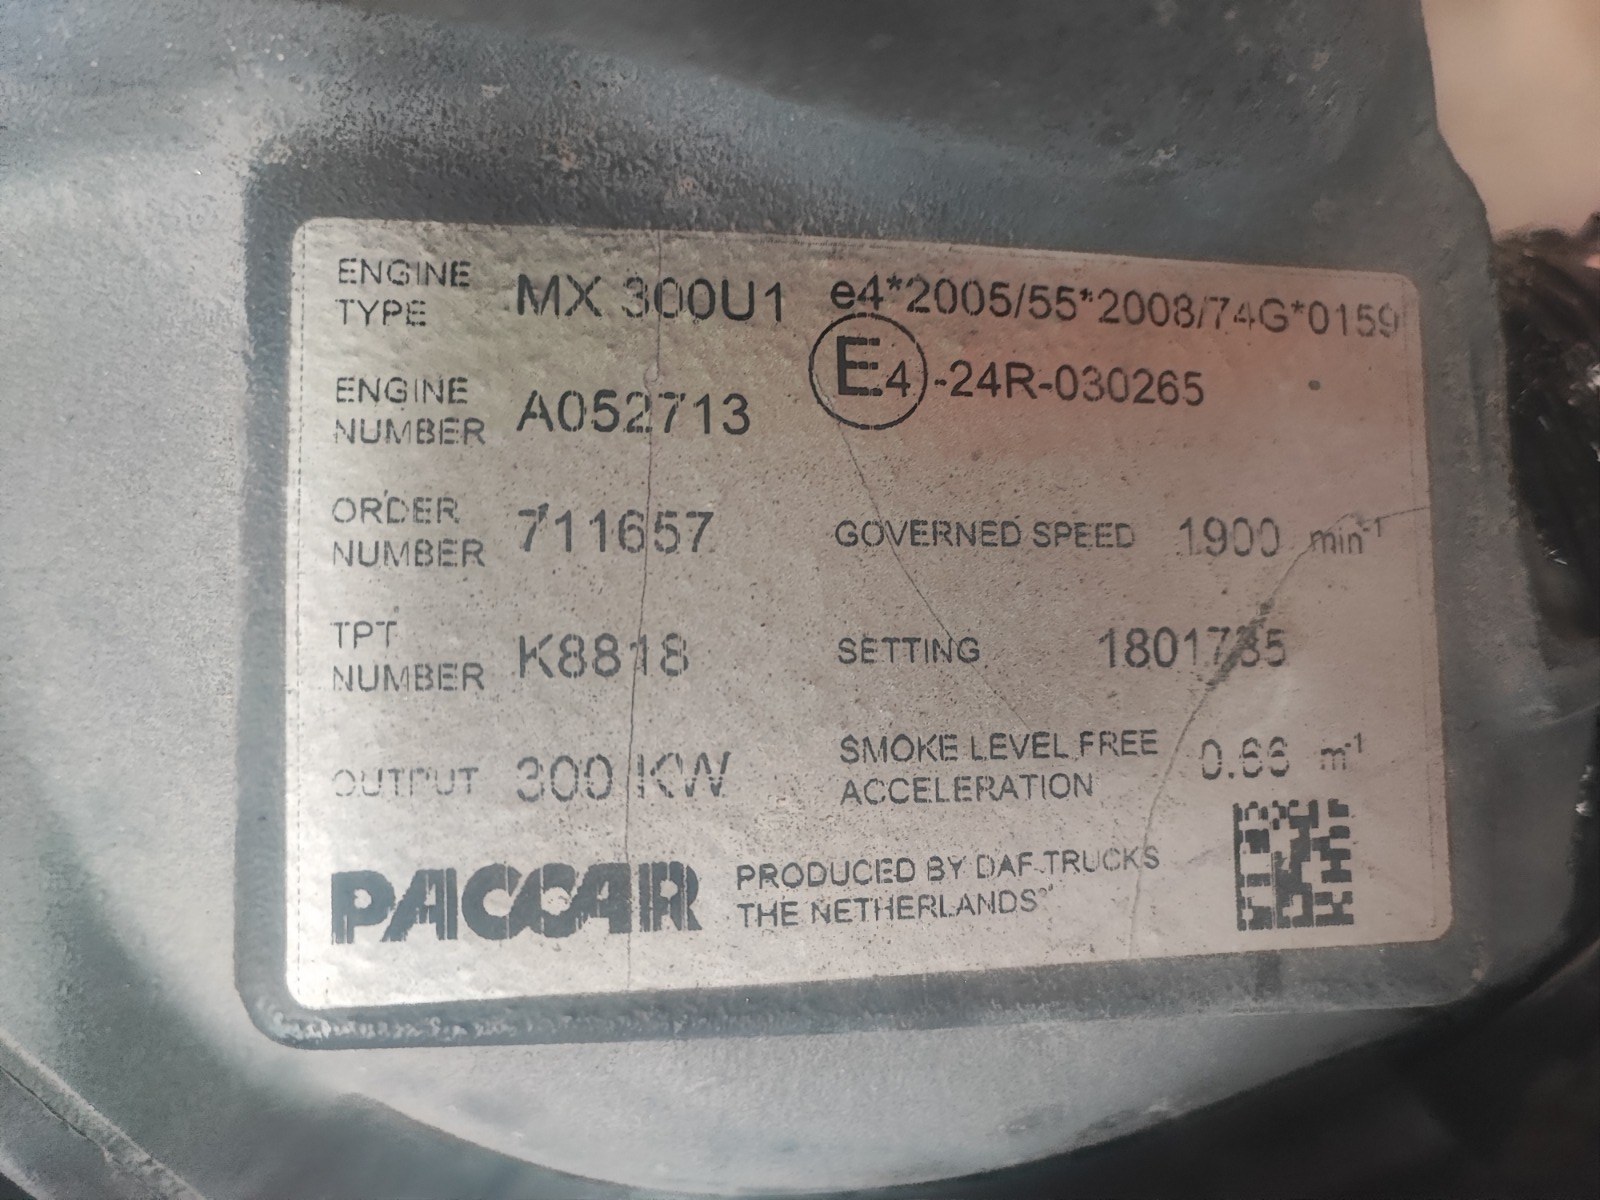 ENGINE TYPE MX 300U1 e4*2005/55*2008/74G*0159
E4-24R-030265
ENGINE NUMBER A052713
ORDER NUMBER 711657 GOVERNED SPEED 1900 min-1
TPT NUMBER K8818 SETTING 1801785
OUTPUT 300 KW SMOKE LEVEL FREE ACCELERATION 0.66 m-1
PACCAR
PRODUCED BY DAF TRUCKS
THE NETHERLANDS